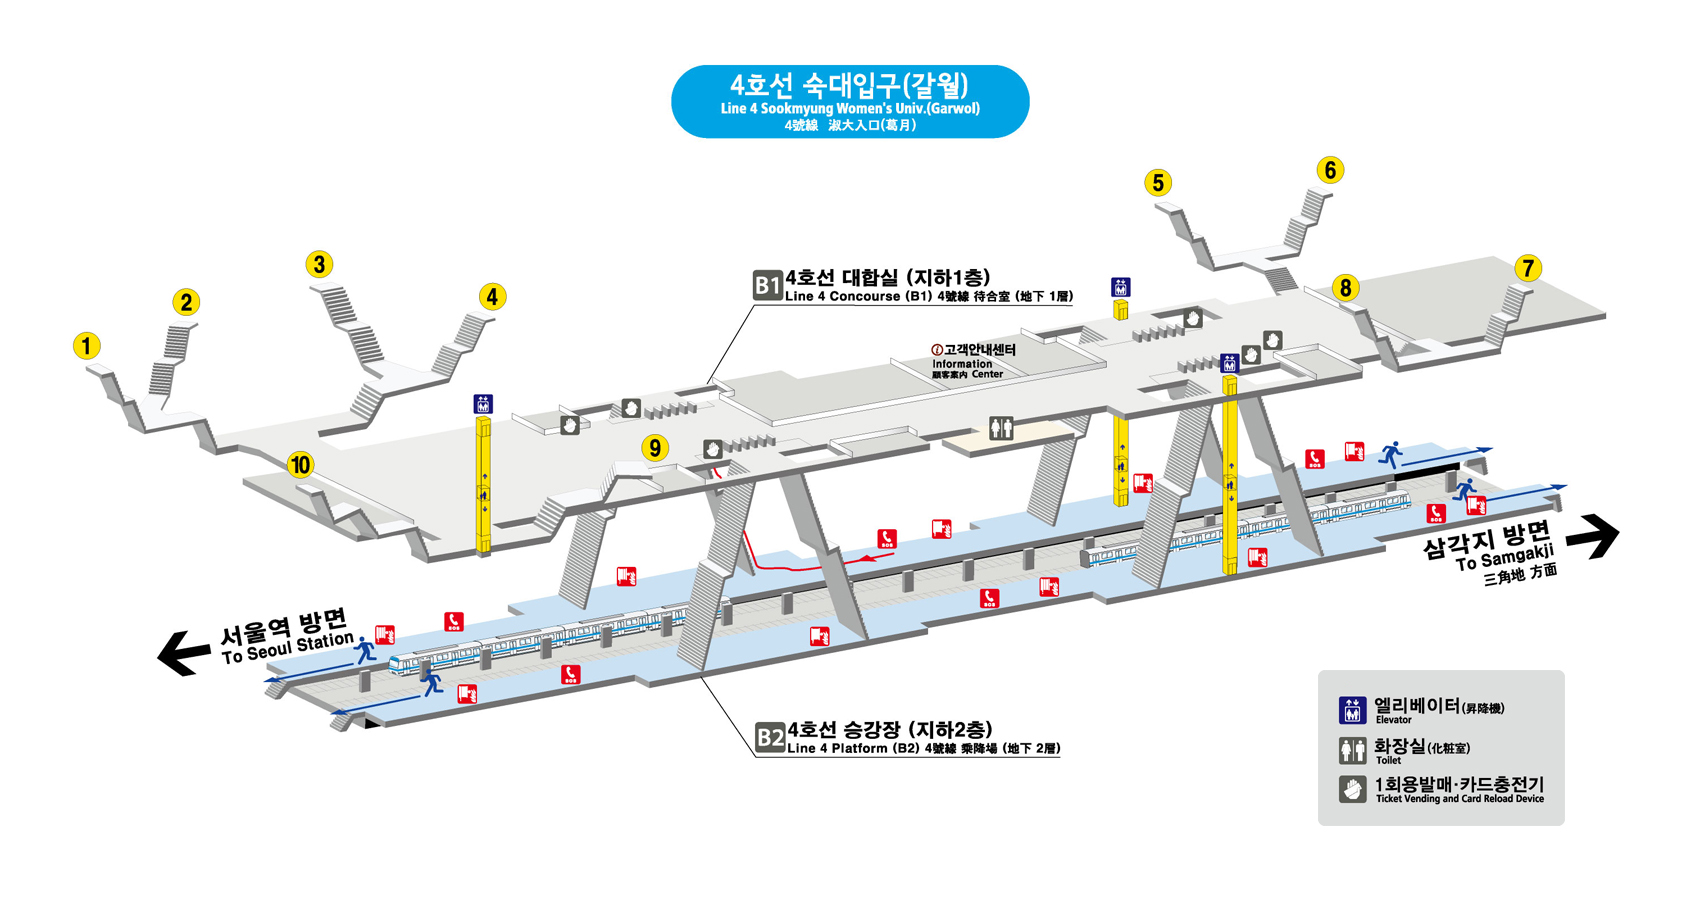 4호선 숙대입구(갈월)
Line 4 Sookmyung Women's Univ.(Garwol)
4號線 淑大入口(葛月)
5
6
7
8
3
4
2
1
B1 4호선 대합실 (지하1층)
Line 4 Concourse (B1) 4號線 待合室 (地下 1層)
i 고객안내센터
Information
顧客案内 Center
9
10
SOS
SOS
SOS
SOS
SOS
SOS
삼각지 방면
To Samgakji
三角地 方面
서울역 방면
To Seoul Station
B2 4호선 승강장 (지하2층)
Line 4 Platform (B2) 4號線 乘降場 (地下 2層)
엘리베이터(昇降機)
Elevator
화장실(化粧室)
Toilet
1회용발매·카드충전기
Ticket Vending and Card Reload Device